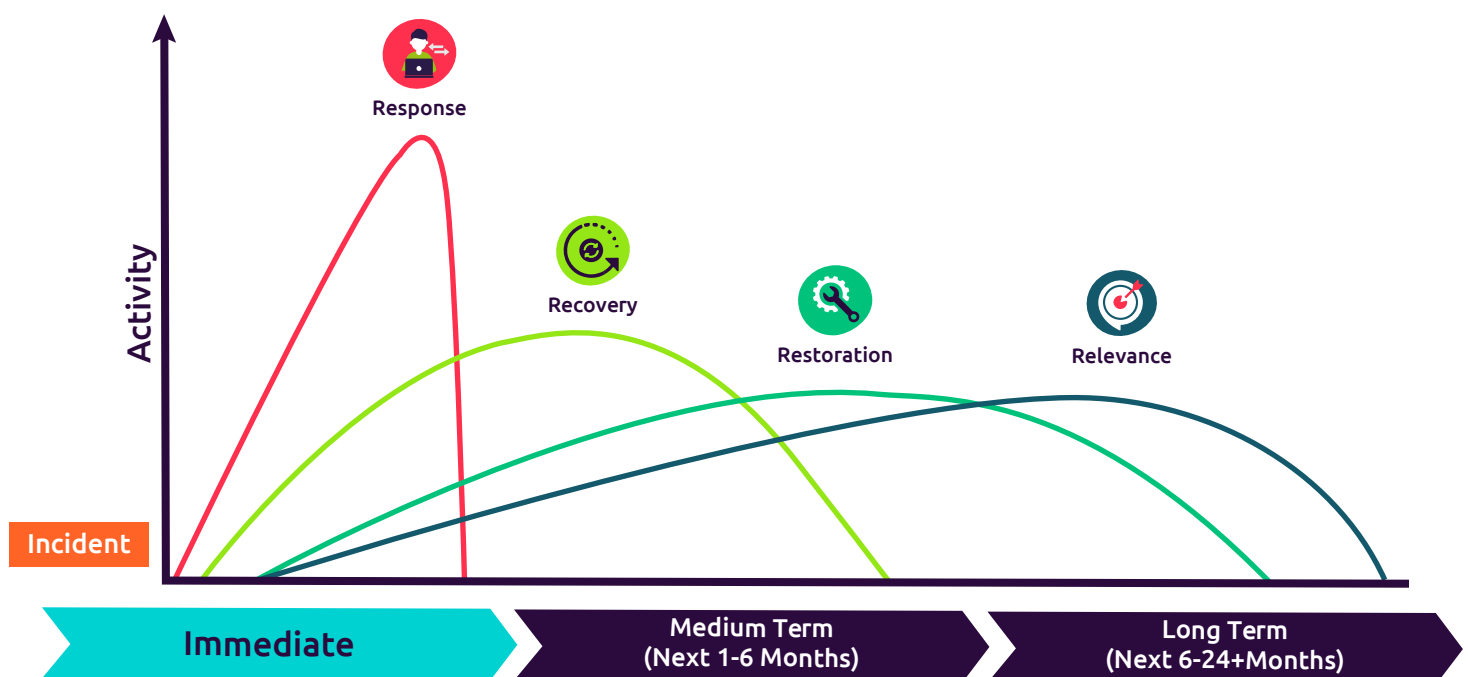 Response
Recovery
Restoration
Relevance
Activity
Incident
Immediate
Medium Term
(Next 1-6 Months)
Long Term
(Next 6-24+Months)